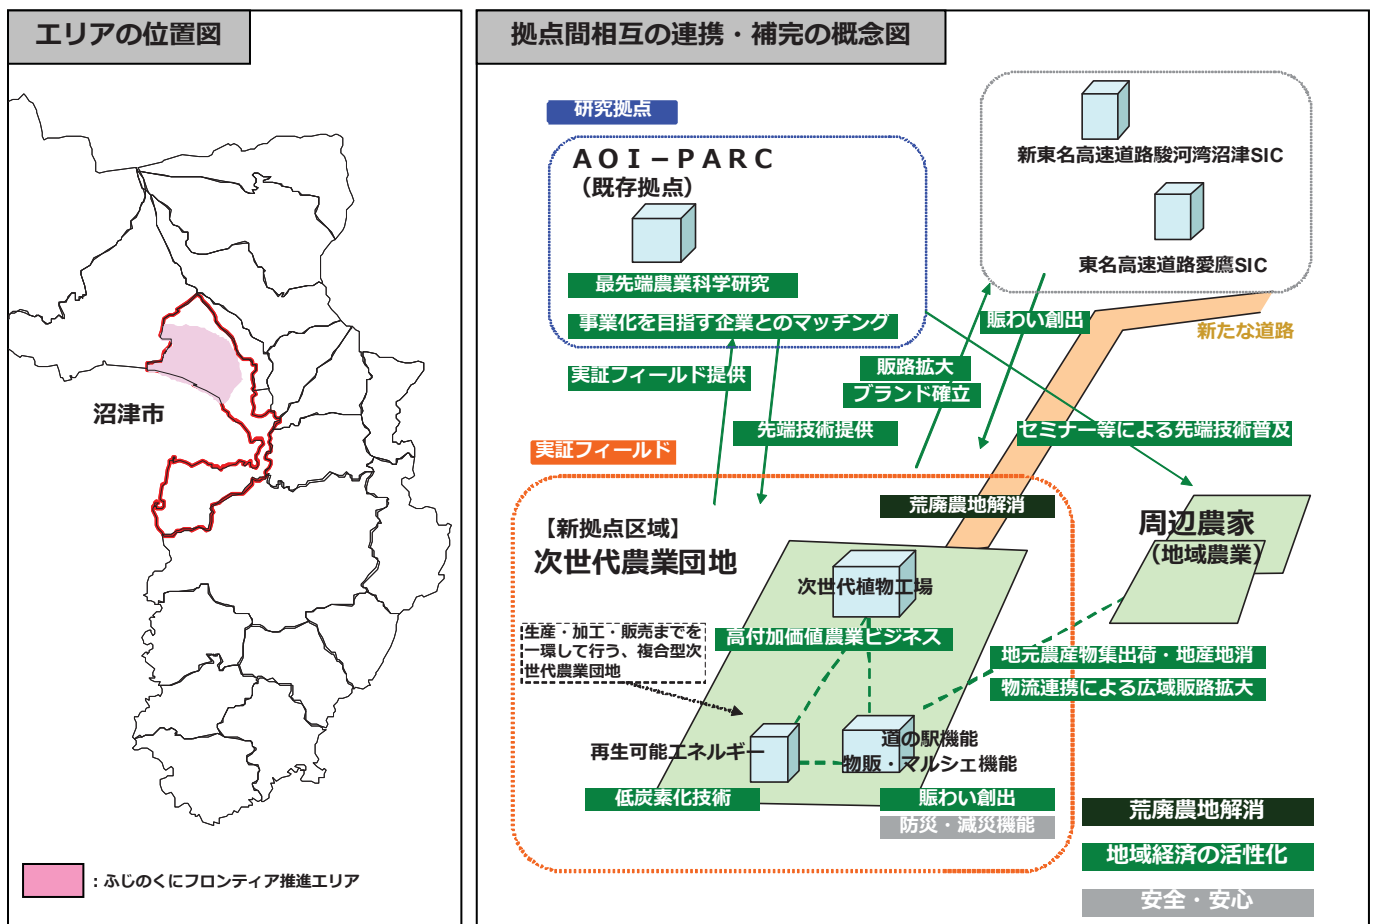 エリアの位置図
沼津市
：ふじのくにフロンティア推進エリア
拠点間相互の連携・補完の概念図
研究拠点
ＡＯＩ－ＰＡＲＣ
（既存拠点）
最先端農業科学研究
事業化を目指す企業とのマッチング
新東名高速道路駿河湾沼津SIC
東名高速道路愛鷹SIC
新たな道路
賑わい創出
販路拡大
ブランド確立
実証フィールド提供
先端技術提供
セミナー等による先端技術普及
実証フィールド
荒廃農地解消
【新拠点区域】
次世代農業団地
周辺農家
（地域農業）
次世代植物工場
高付加価値農業ビジネス
生産・加工・販売までを
一環して行う、複合型次
世代農業団地
地元農産物集出荷・地産地消
物流連携による広域販路拡大
再生可能エネルギー
道の駅機能
物販・マルシェ機能
低炭素化技術
賑わい創出
防災・減災機能
荒廃農地解消
地域経済の活性化
安全・安心